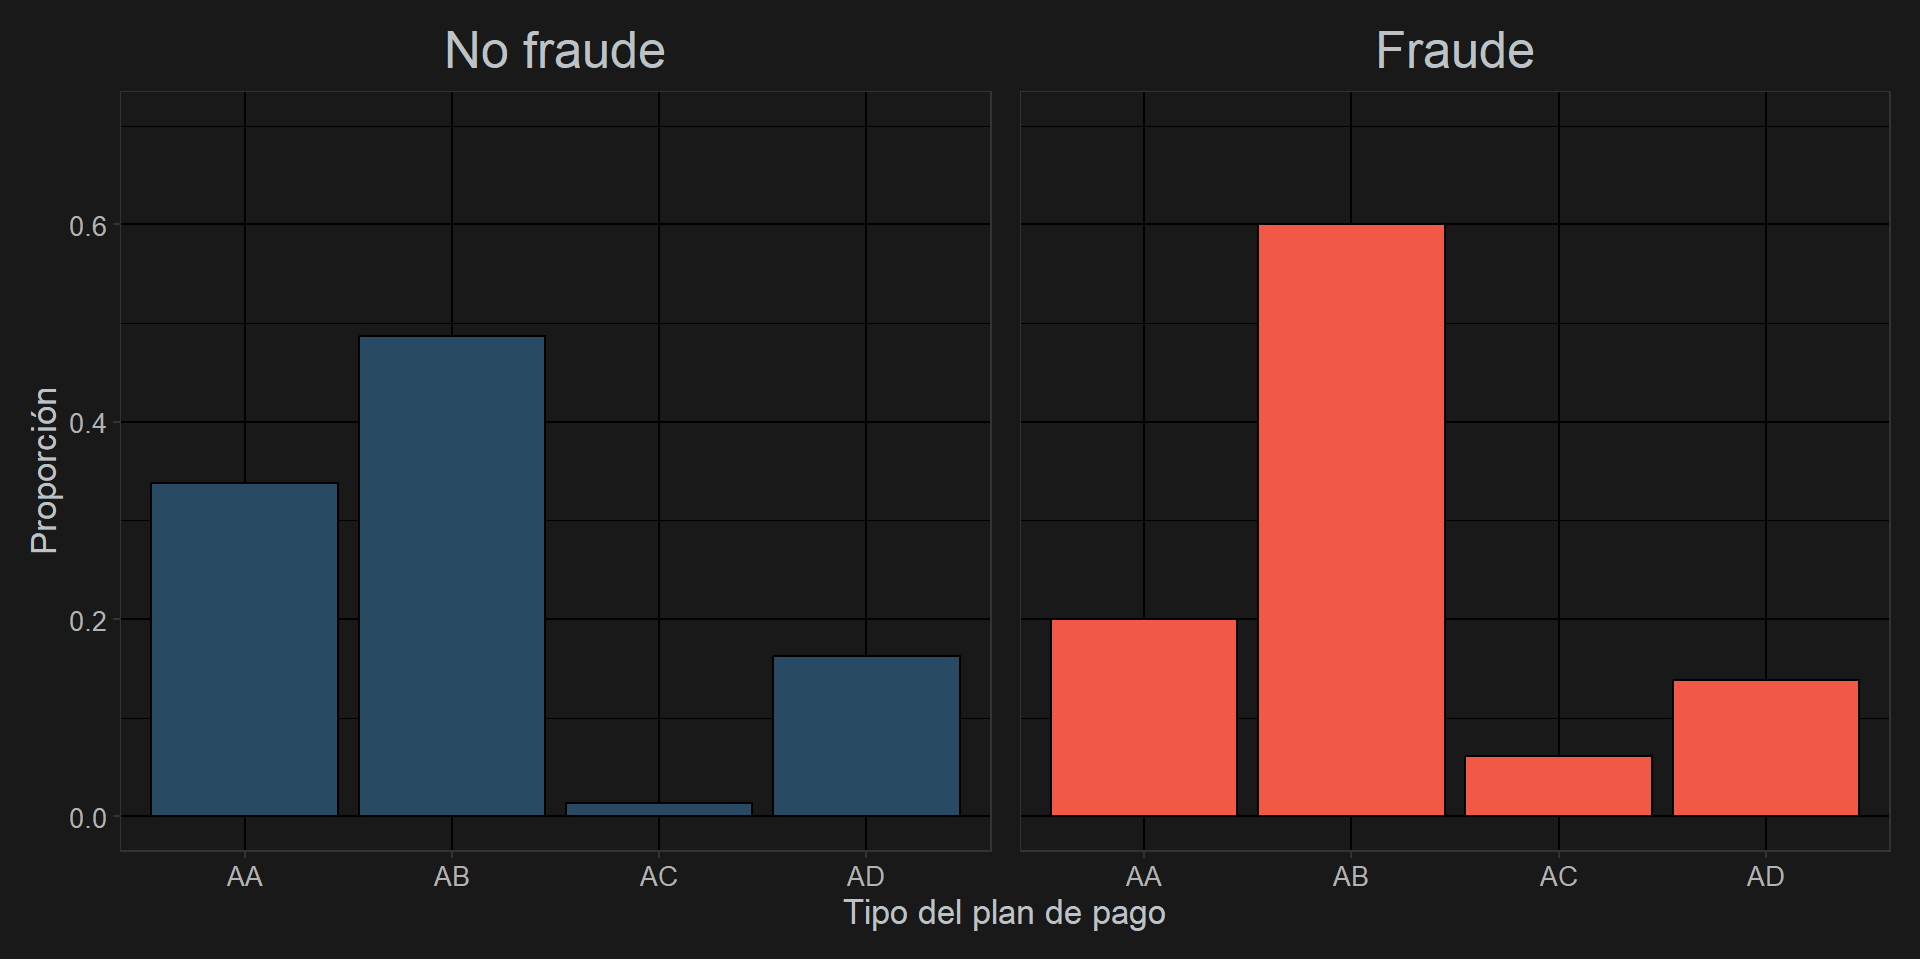 No fraude
Fraude
Proporción
0.6
0.4
0.2
0.0
AA AB AC AD
AA AB AC AD
Tipo del plan de pago